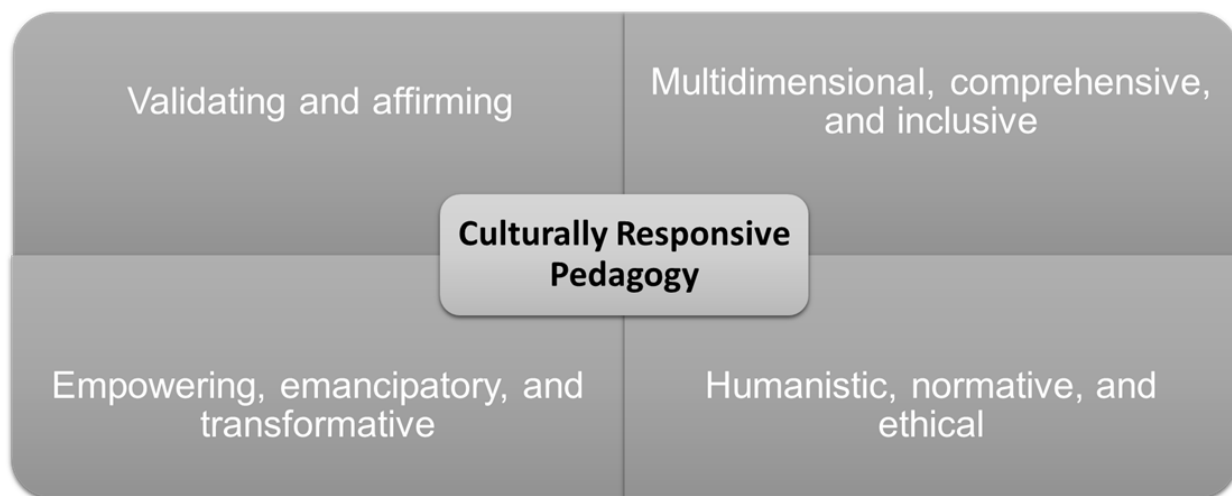 Validating and affirming
Multidimensional, comprehensive,
and inclusive
Culturally Responsive
Pedagogy
Empowering, emancipatory, and
transformative
Humanistic, normative, and
ethical